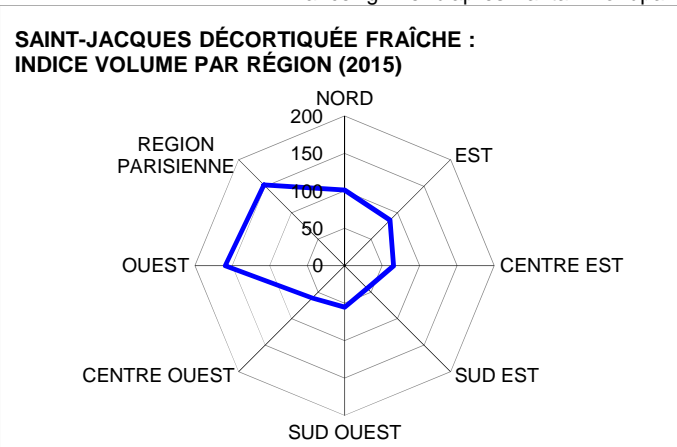 SAINT-JACQUES DÉCORTIQUÉE FRAÎCHE :
INDICE VOLUME PAR RÉGION (2015)
NORD
200
150
100
50
0
EST
CENTRE EST
SUD EST
SUD OUEST
CENTRE OUEST
OUEST
REGION
PARISIENNE